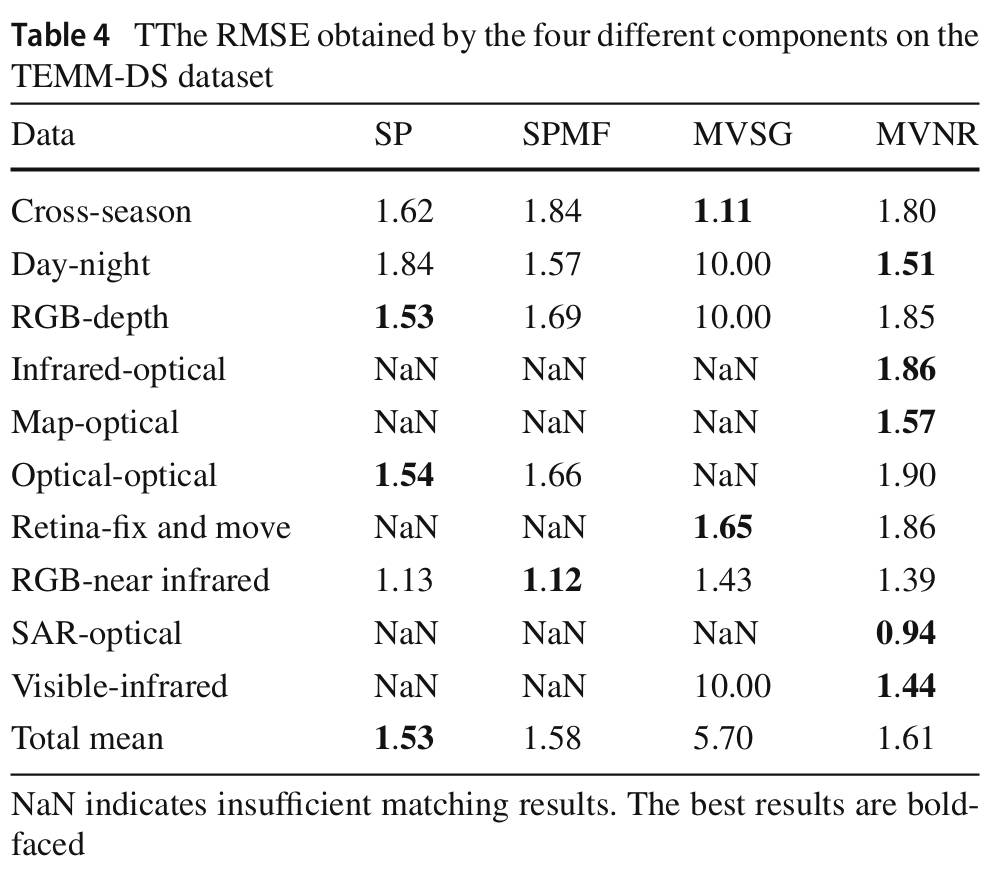 Table 4 TThe RMSE obtained by the four different components on the
TEMM-DS dataset
Data SP SPMF MVSG MVNR
Cross-season 1.62 1.84 1.11 1.80
Day-night 1.84 1.57 10.00 1.51
RGB-depth 1.53 1.69 10.00 1.85
Infrared-optical NaN NaN NaN 1.86
Map-optical NaN NaN NaN 1.57
Optical-optical 1.54 1.66 NaN 1.90
Retina-fix and move NaN NaN 1.65 1.86
RGB-near infrared 1.13 1.12 1.43 1.39
SAR-optical NaN NaN NaN 0.94
Visible-infrared NaN NaN 10.00 1.44
Total mean 1.53 1.58 5.70 1.61
NaN indicates insufficient matching results. The best results are bold-
faced